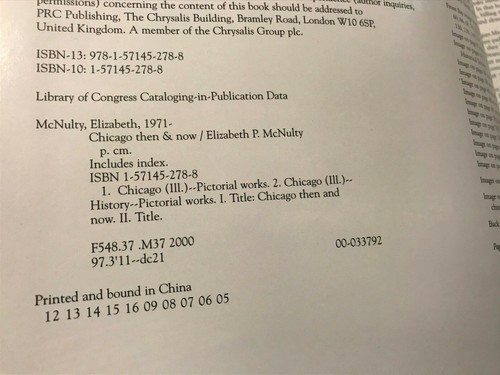 permissions) concerning the content of this book should be addressed to
PRC Publishing, The Chrysalis Building, Bramley Road, London W10 6SP,
United Kingdom. A member of the Chrysalis Group plc.
ISBN-13: 978-1-57145-278-8
ISBN-10: 1-57145-278-8
Library of Congress Cataloging-in-Publication Data
McNulty, Elizabeth, 1971-
Chicago then & now / Elizabeth P. McNulty
p. cm.
Includes index.
ISBN 1-57145-278-8
1. Chicago (Ill.)--Pictorial works. 2. Chicago (Ill.)--
History--Pictorial works. I. Title: Chicago then and
now. II. Title.
F548.37 .M37 2000 00-033792
97.3'11--dc21
Printed and bound in China
12 13 14 15 16 09 08 07 06 05